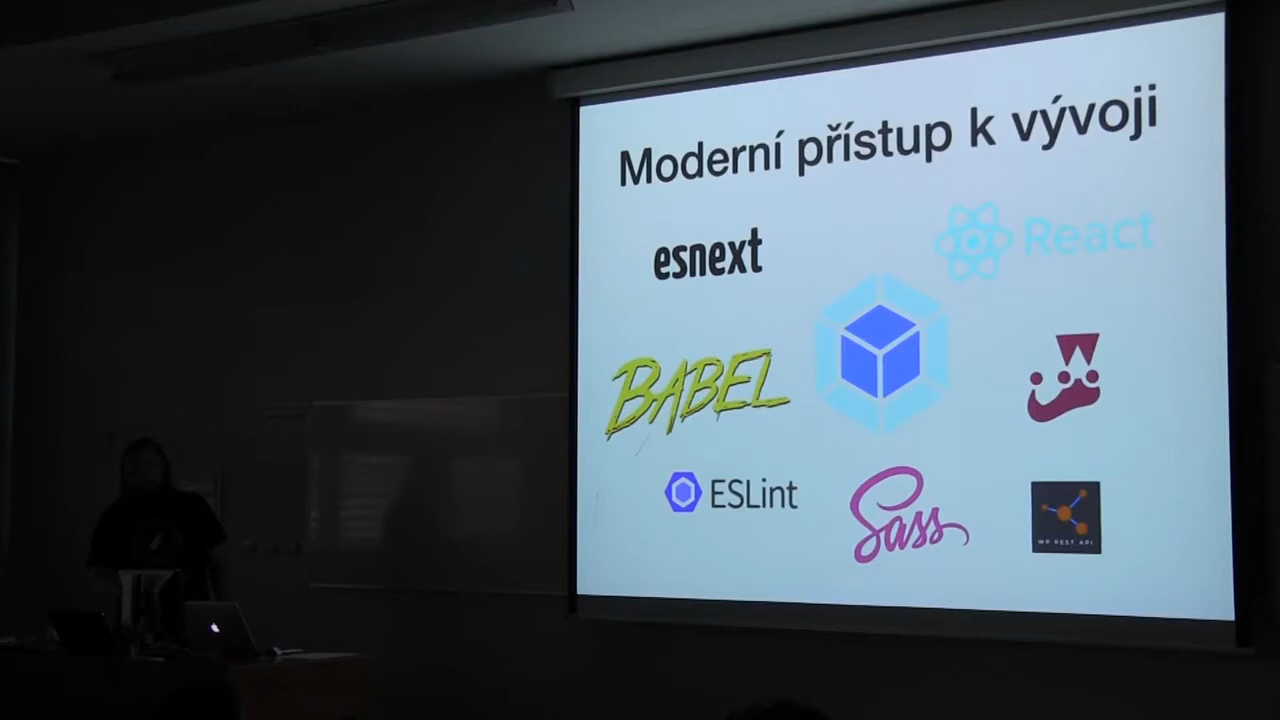 Moderní přístup k vývoji
esnext
React
BABEL
ESLint
Sass
WP REST API